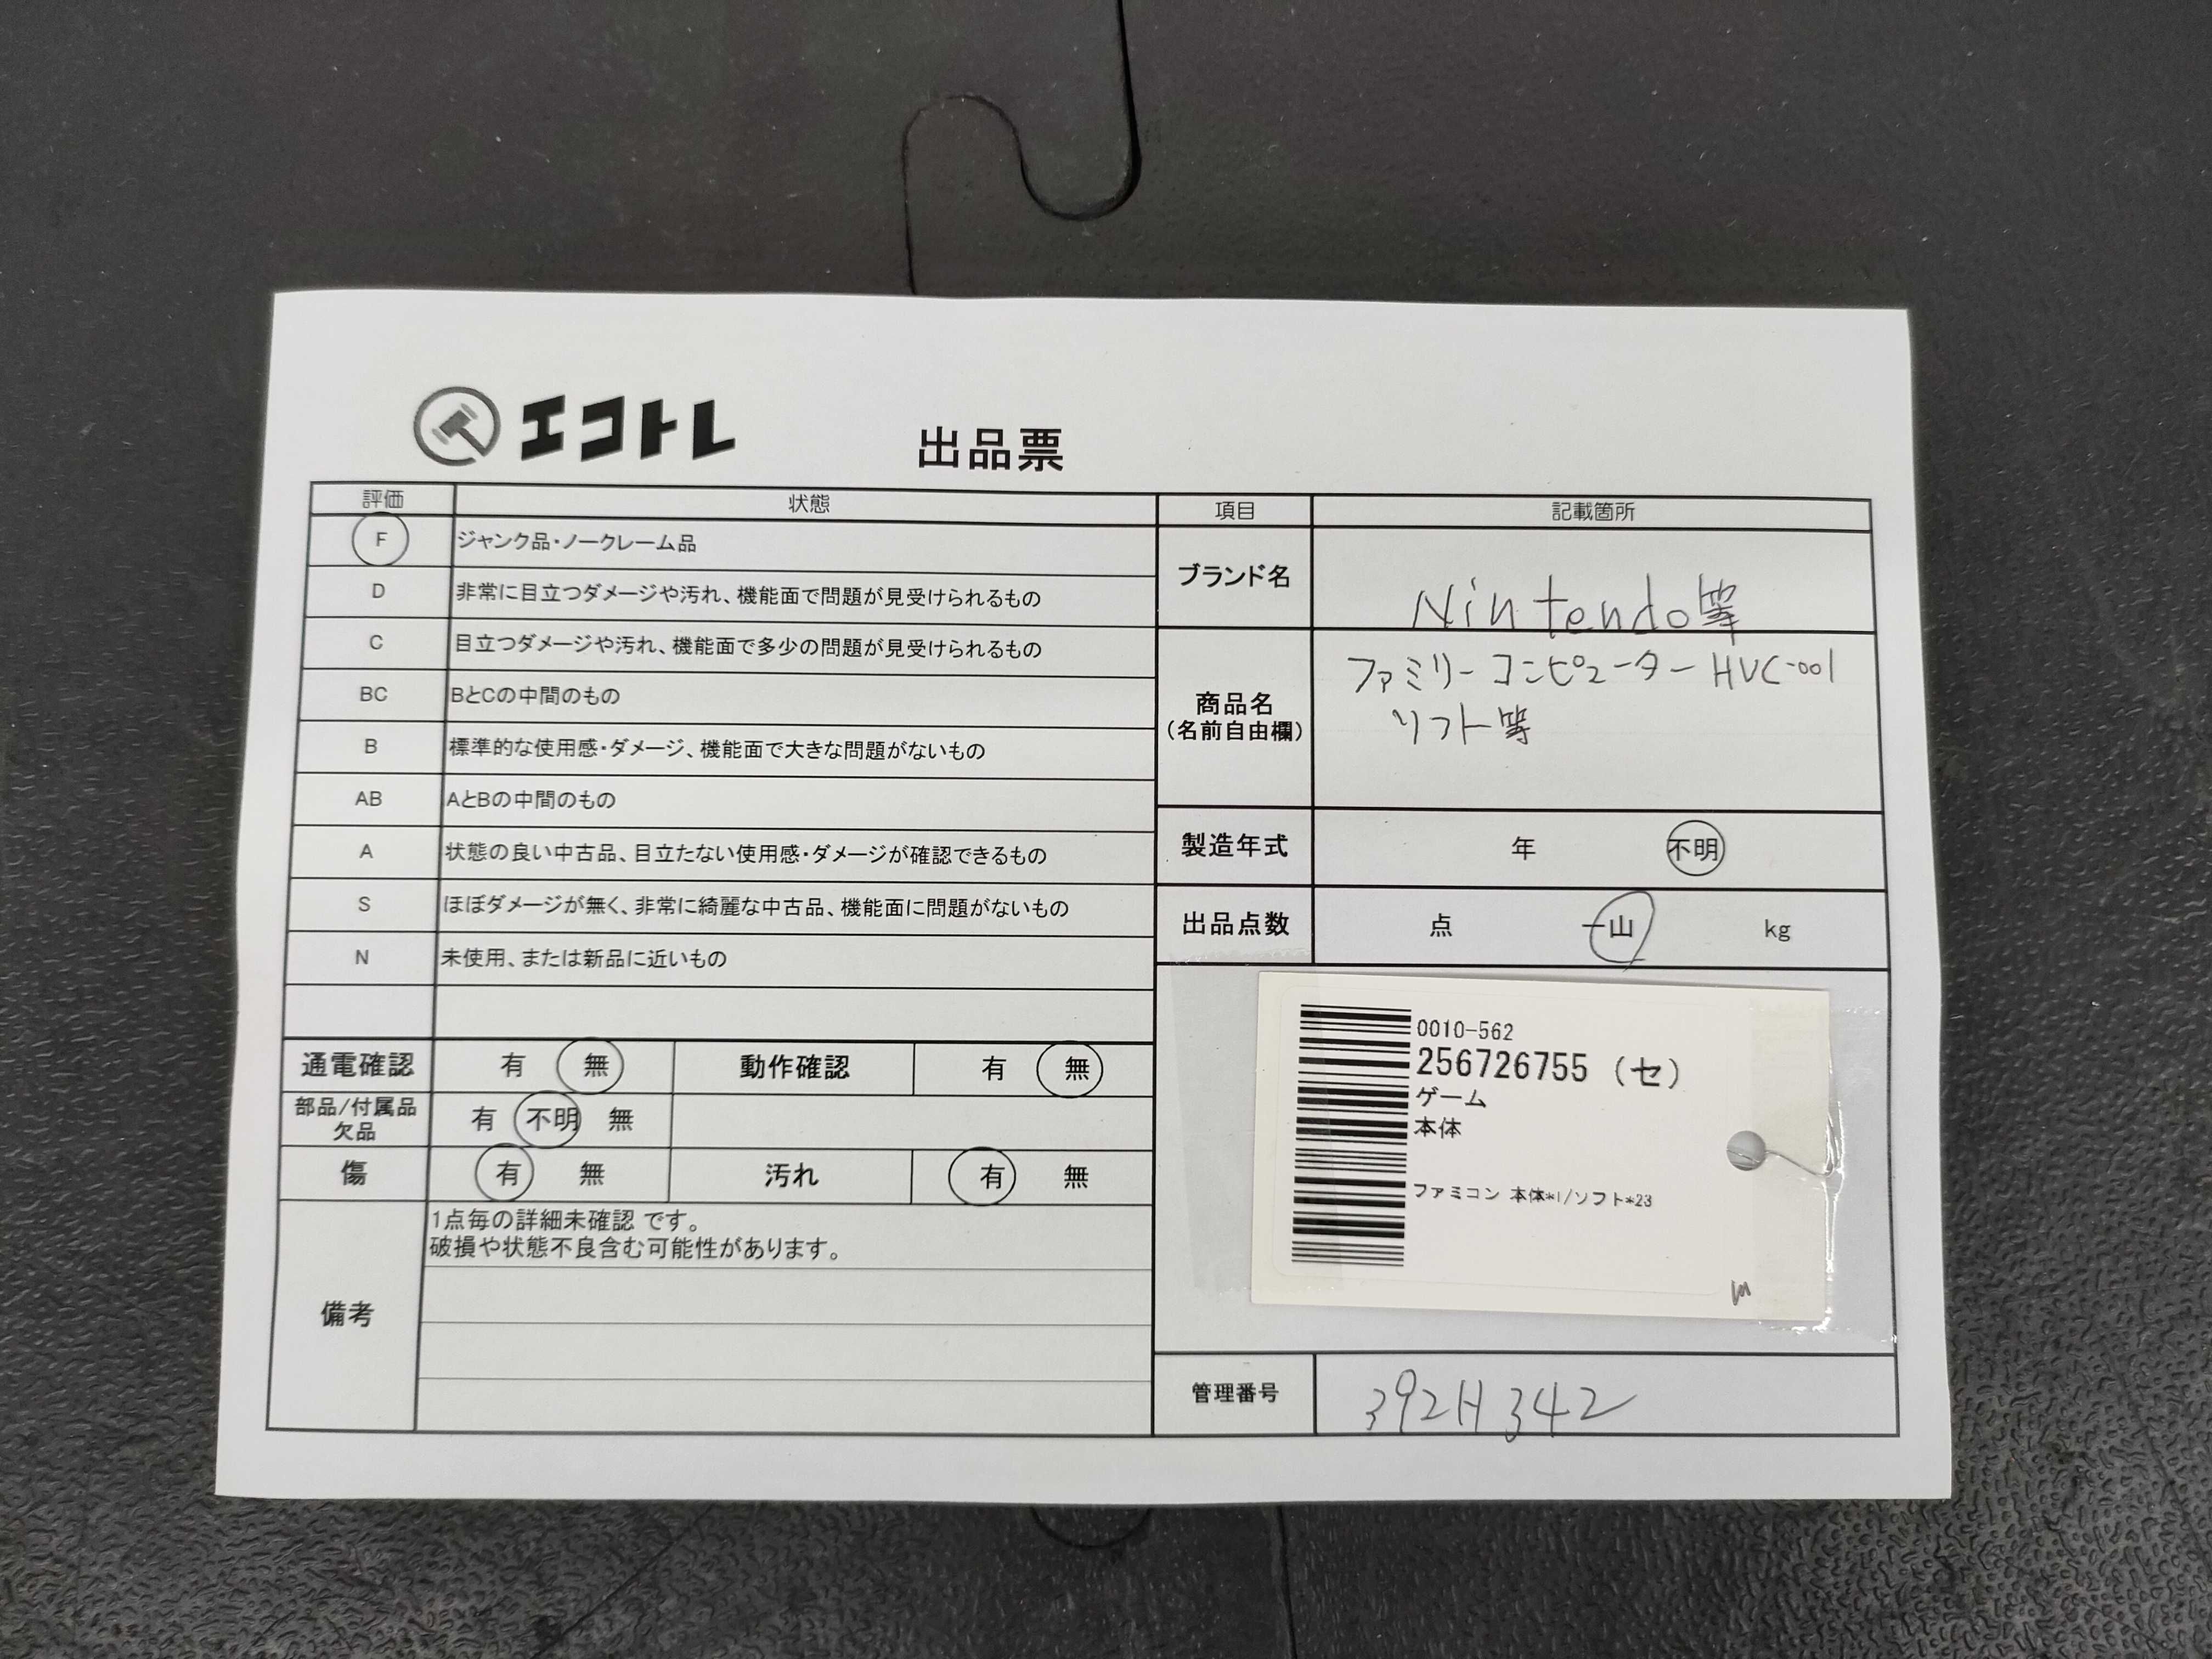 エコトレ
出品票
評価 状態
F ジャンク品・ノークレーム品
D 非常に目立つダメージや汚れ、機能面で問題が見受けられるもの
C 目立つダメージや汚れ、機能面で多少の問題が見受けられるもの
BC BとCの中間のもの
B 標準的な使用感・ダメージ、機能面で大きな問題がないもの
AB AとBの中間のもの
A 状態の良い中古品、目立たない使用感・ダメージが確認できるもの
S ほぼダメージが無く、非常に綺麗な中古品、機能面に問題がないもの
N 未使用、または新品に近いもの
通電確認 有 無 動作確認 有 無
部品/付属品
欠品
有 不明 無
傷 有 無 汚れ 有 無
備考
1点毎の詳細未確認 です。
破損や状態不良含む可能性があります。
項目 記載箇所
ブランド名 Nintendo等
商品名
(名前自由欄)
ファミリーコンピューターHVC-001
ソフト等
製造年式 年 不明
出品点数 点 一山 kg
0010-562
256726755 (セ)
ゲーム
本体
ファミコン 本体*1/ソフト*23
管理番号 392H342